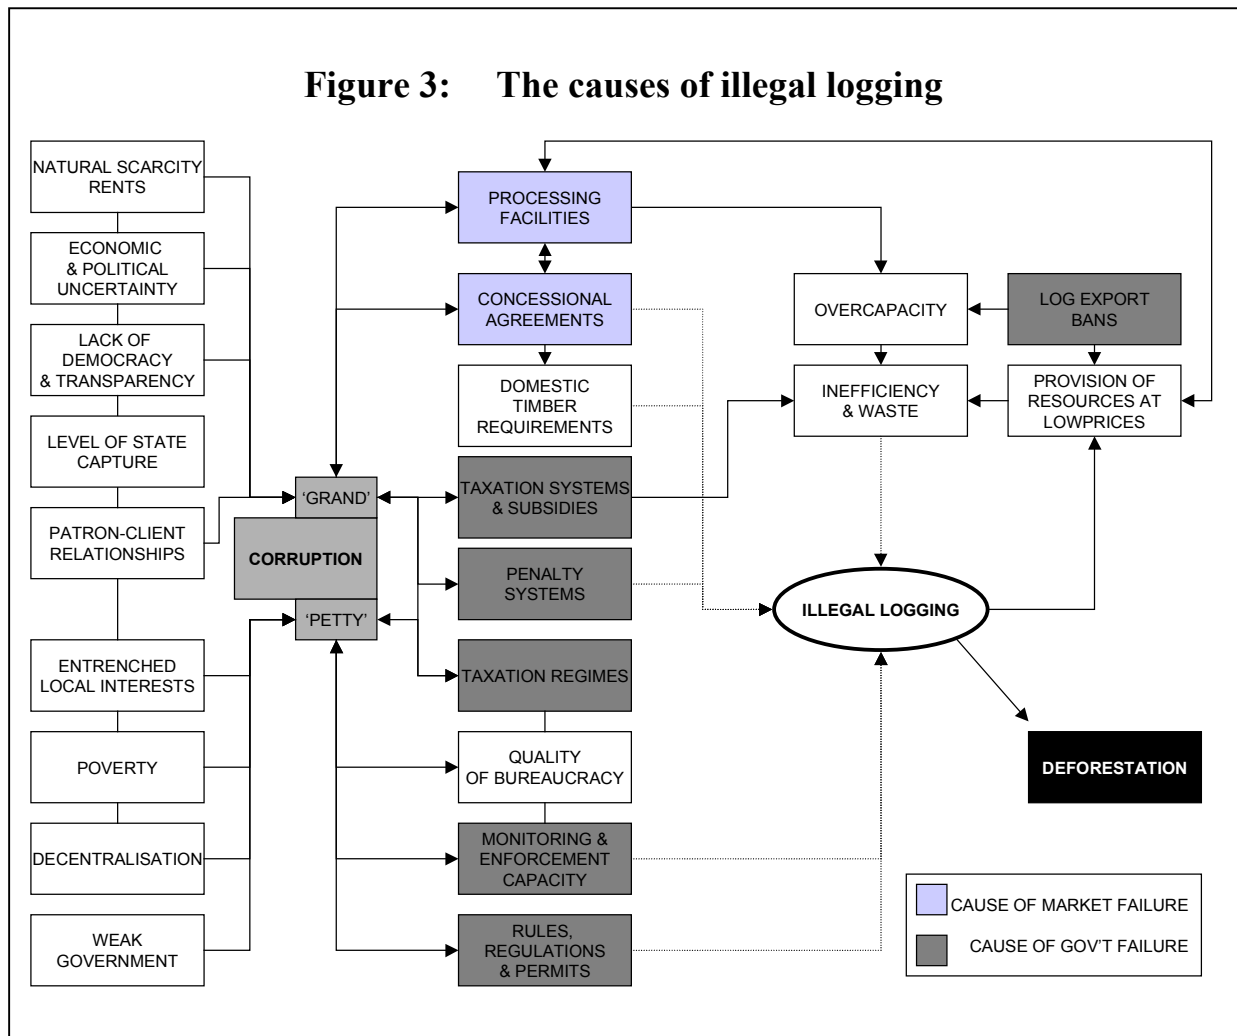 Figure 3: The causes of illegal logging
NATURAL SCARCITY
RENTS
ECONOMIC
& POLITICAL
UNCERTAINTY
LACK OF
DEMOCRACY
& TRANSPARENCY
LEVEL OF STATE
CAPTURE
PATRON-CLIENT
RELATIONSHIPS
ENTRENCHED
LOCAL INTERESTS
POVERTY
DECENTRALISATION
WEAK
GOVERNMENT
'GRAND'
CORRUPTION
'PETTY'
PROCESSING
FACILITIES
CONCESSIONAL
AGREEMENTS
DOMESTIC
TIMBER
REQUIREMENTS
TAXATION SYSTEMS
& SUBSIDIES
PENALTY
SYSTEMS
TAXATION REGIMES
QUALITY
OF BUREAUCRACY
MONITORING &
ENFORCEMENT
CAPACITY
RULES,
REGULATIONS
& PERMITS
OVERCAPACITY
LOG EXPORT
BANS
INEFFICIENCY
& WASTE
PROVISION OF
RESOURCES AT
LOWPRICES
ILLEGAL LOGGING
DEFORESTATION
CAUSE OF MARKET FAILURE
CAUSE OF GOV'T FAILURE